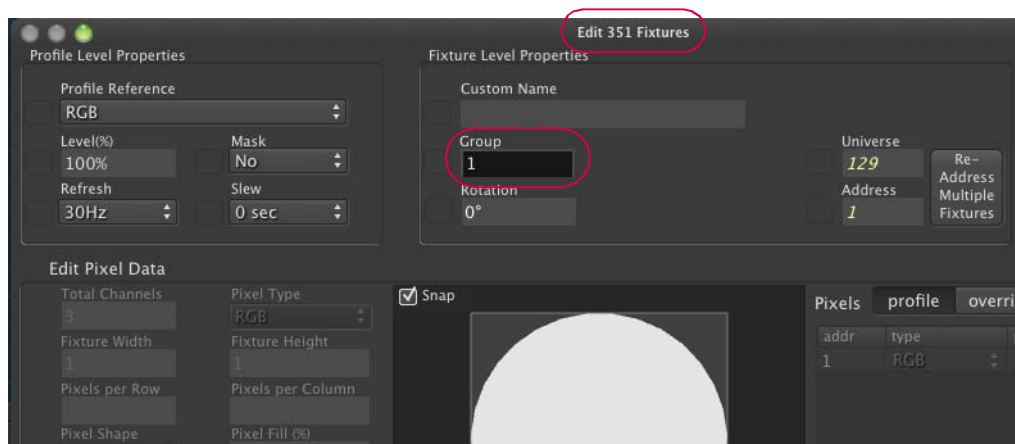 Edit 351 Fixtures
Profile Level Properties
Profile Reference
RGB
Level(%)
100%
Mask
No
Refresh
30Hz
Slew
0 sec
Fixture Level Properties
Custom Name
Group
1
Rotation
0°
Universe
129
Address
1
Re-
Address
Multiple
Fixtures
Edit Pixel Data
Total Channels
3
Pixel Type
RGB
Fixture Width
1
Fixture Height
1
Pixels per Row
Pixels per Column
Pixel Shape
Pixel Fill (%)
Snap
Pixels
profile
overri
addr
type
1
RGB